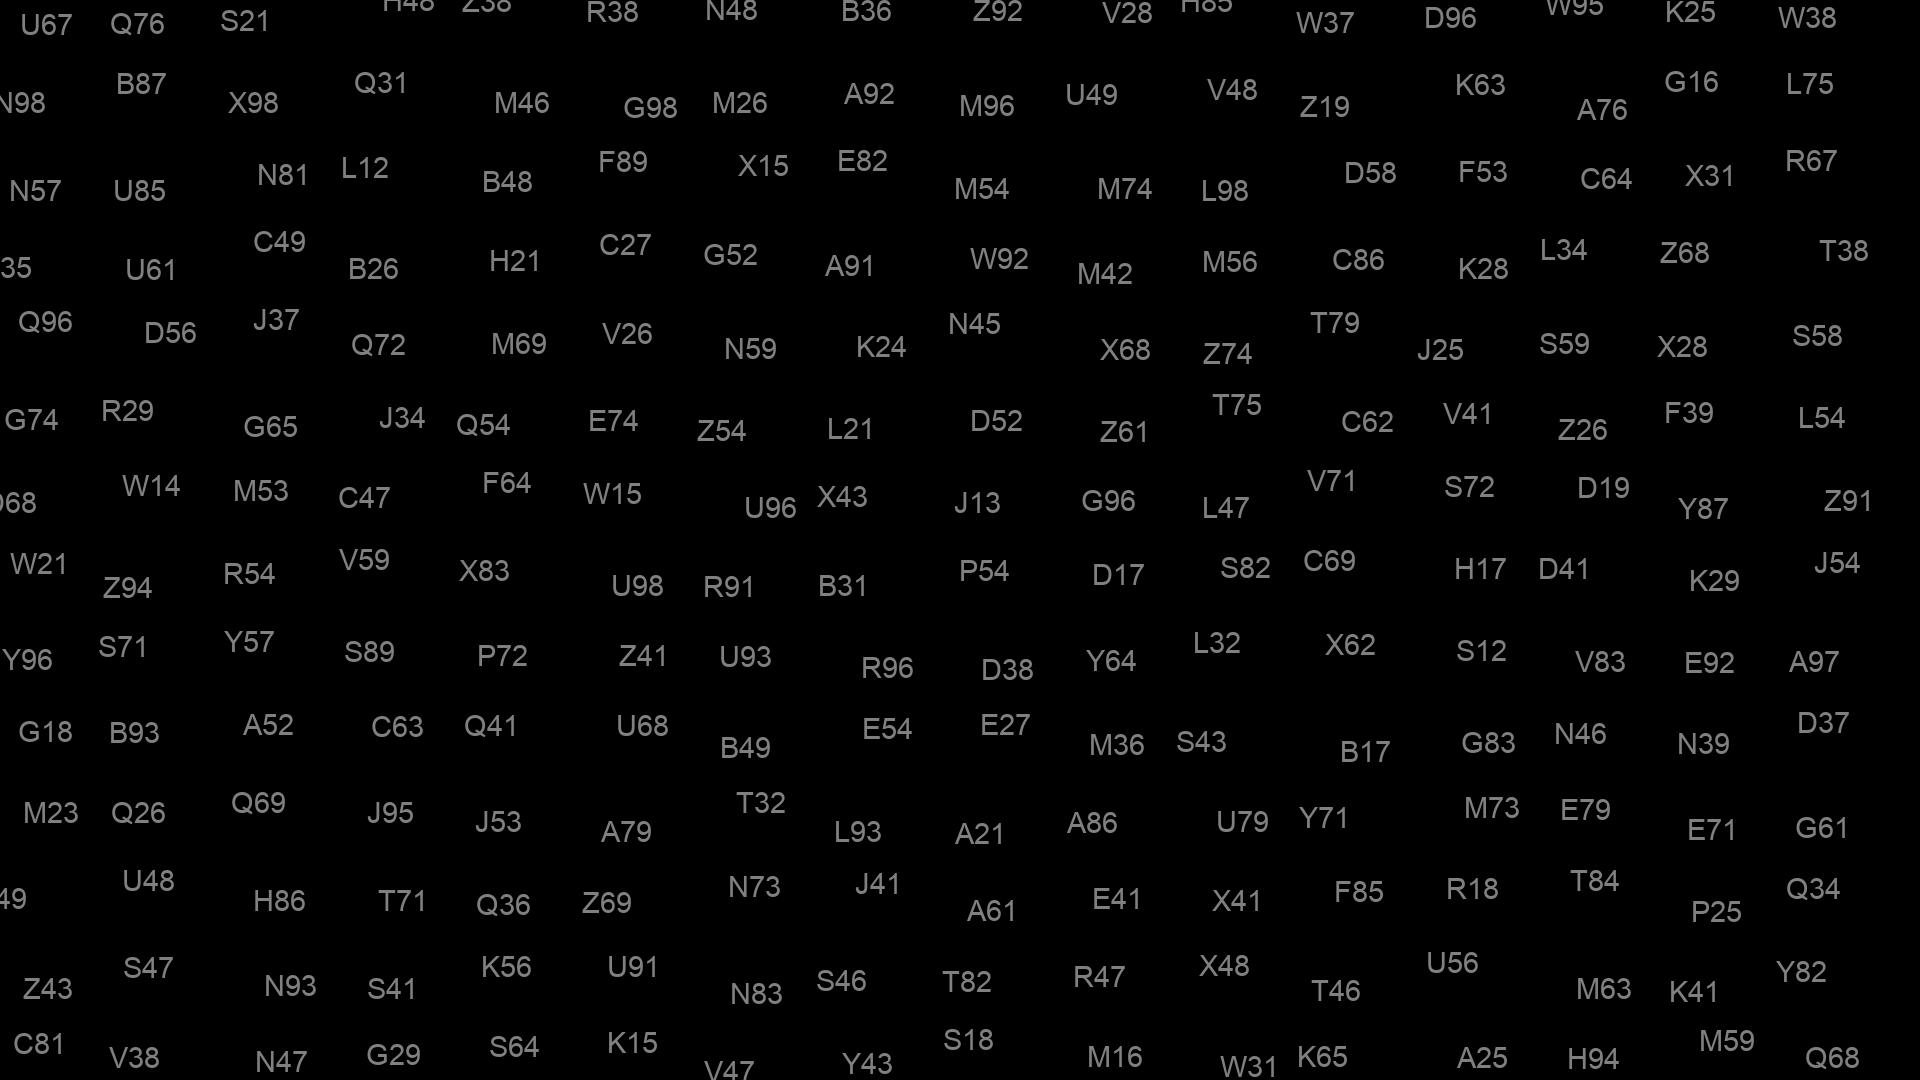 U67 Q76 S21 H48 Z38 R38 N48 B36 Z92 V28 H85 W37 D96 W95 K25 W38
N98 B87 X98 Q31 M46 G98 M26 A92 M96 U49 V48 Z19 K63 A76 G16 L75
N57 U85 N81 L12 B48 F89 X15 E82 M54 M74 L98 D58 F53 C64 X31 R67
35 U61 C49 B26 H21 C27 G52 A91 W92 M42 M56 C86 K28 L34 Z68 T38
Q96 D56 J37 Q72 M69 V26 N59 K24 N45 X68 Z74 T79 J25 S59 X28 S58
G74 R29 G65 J34 Q54 E74 Z54 L21 D52 Z61 T75 C62 V41 Z26 F39 L54
68 W14 M53 C47 F64 W15 U96 X43 J13 G96 L47 V71 S72 D19 Y87 Z91
W21 Z94 R54 V59 X83 U98 R91 B31 P54 D17 S82 C69 H17 D41 K29 J54
Y96 S71 Y57 S89 P72 Z41 U93 R96 D38 Y64 L32 X62 S12 V83 E92 A97
G18 B93 A52 C63 Q41 U68 B49 E54 E27 M36 S43 B17 G83 N46 N39 D37
M23 Q26 Q69 J95 J53 A79 T32 L93 A21 A86 U79 Y71 M73 E79 E71 G61
49 U48 H86 T71 Q36 Z69 N73 J41 A61 E41 X41 F85 R18 T84 P25 Q34
Z43 S47 N93 S41 K56 U91 N83 S46 T82 R47 X48 T46 U56 M63 K41 Y82
C81 V38 N47 G29 S64 K15 V47 Y43 S18 M16 W31 K65 A25 H94 M59 Q68